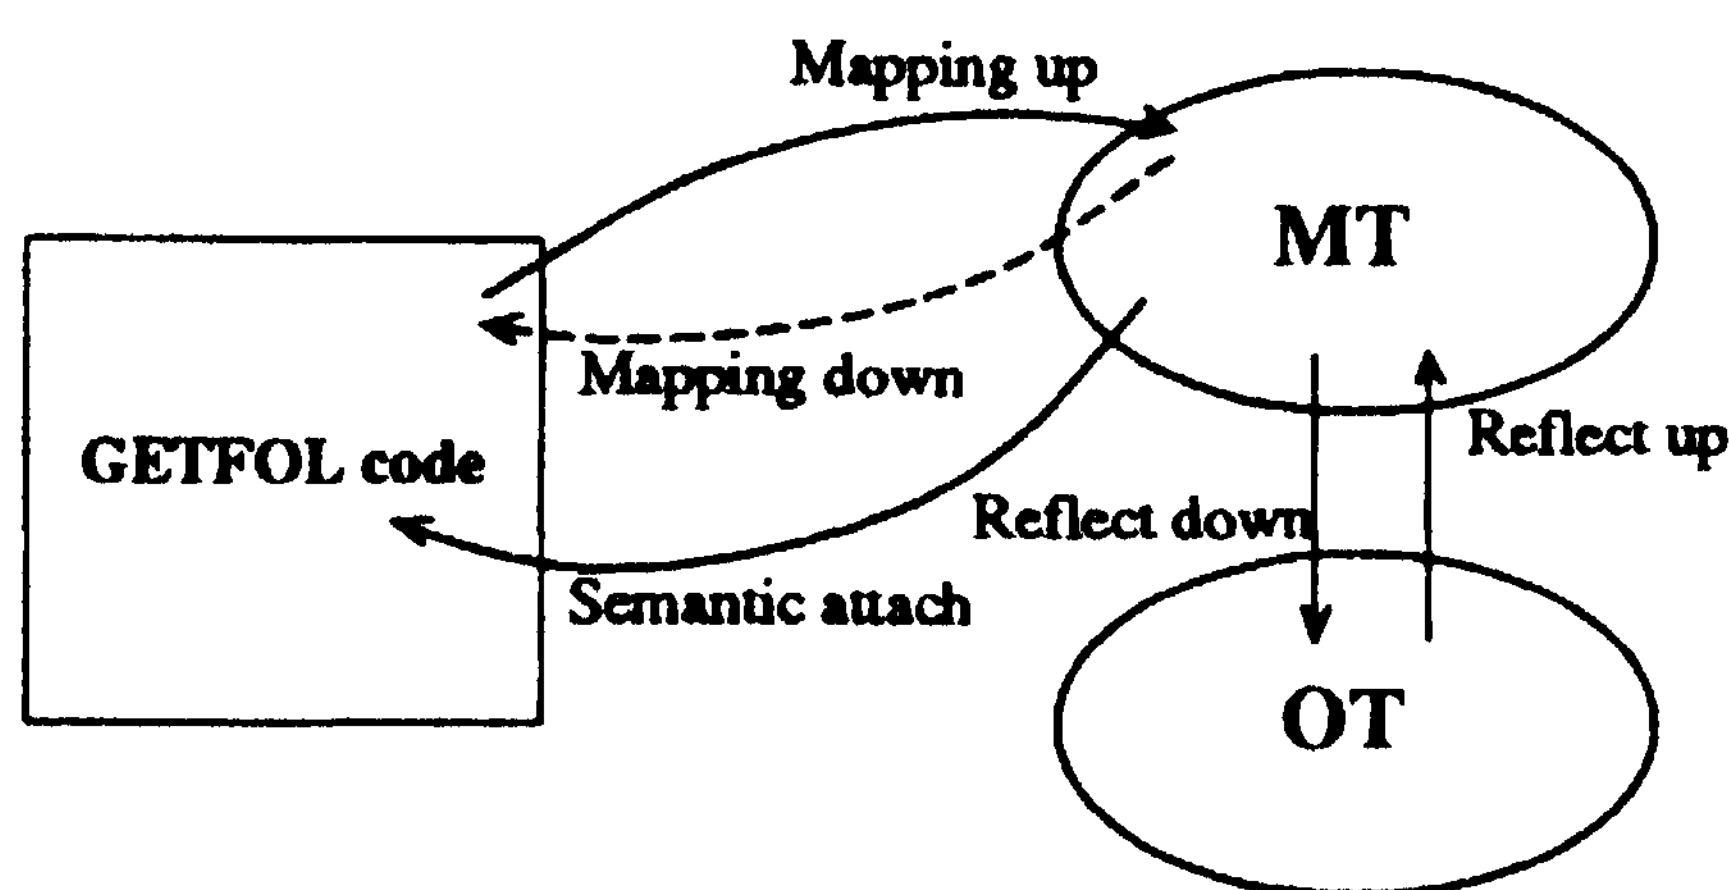 Mapping up
MT
Mapping down
GETFOL code
Reflect up
Reflect down
Semantic attach
OT